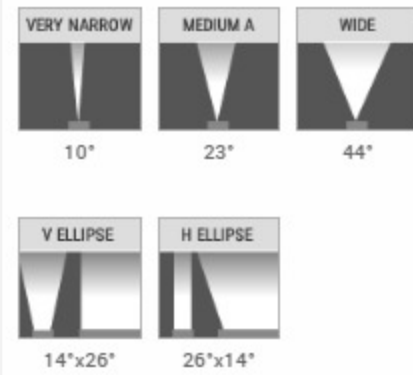 VERY NARROW
MEDIUM A
WIDE
10°
23°
44°
V ELLIPSE
H ELLIPSE
14°x26°
26°x14°